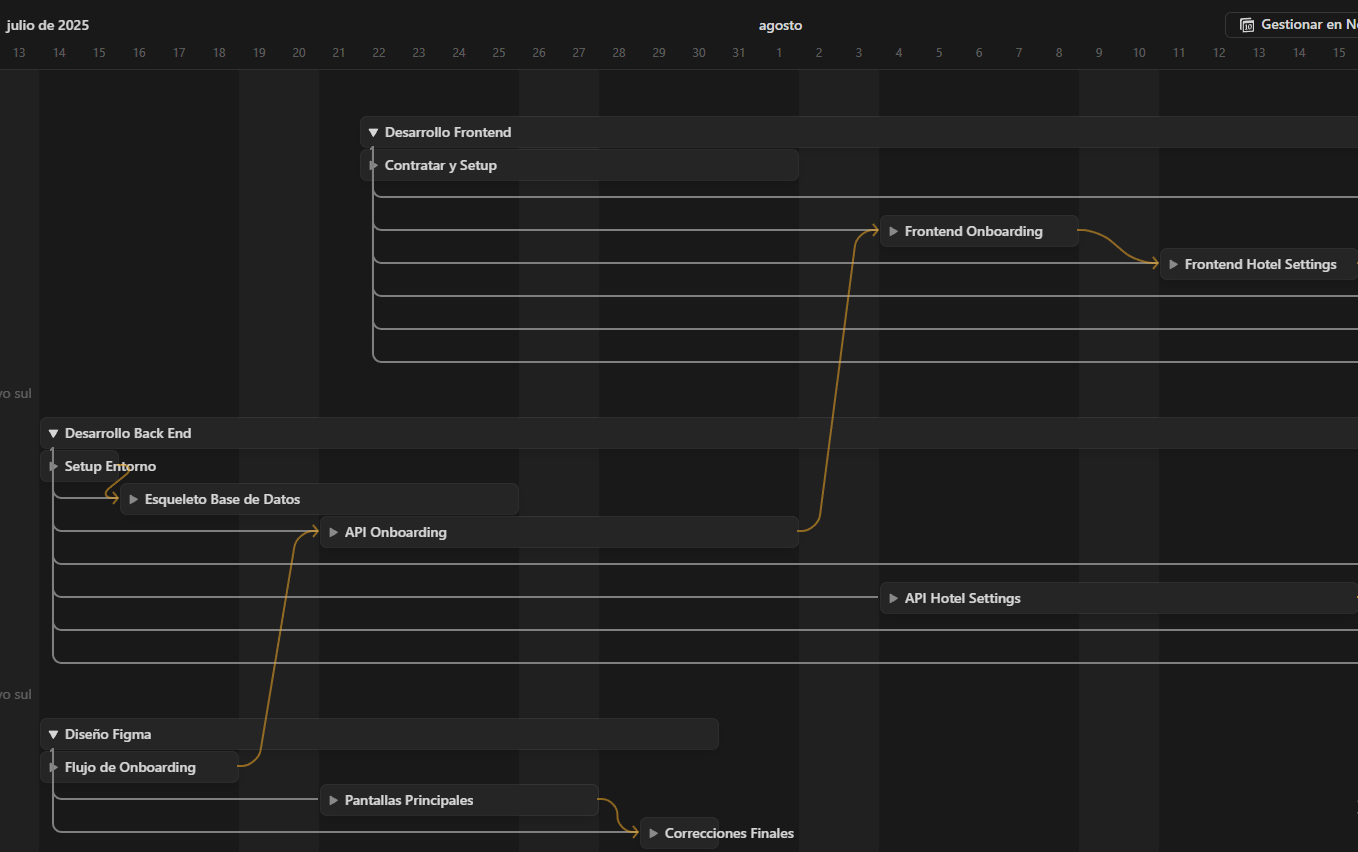 julio de 2025 agosto Gestionar en
13 14 15 16 17 18 19 20 21 22 23 24 25 26 27 28 29 30 31 1 2 3 4 5 6 7 8 9 10 11 12 13 14 15
Desarrollo Frontend
Contratar y Setup
Frontend Onboarding
Frontend Hotel Settings
sul
Desarrollo Back End
Setup Entorno
Esqueleto Base de Datos
API Onboarding
API Hotel Settings
sul
Diseño Figma
Flujo de Onboarding
Pantallas Principales
Correcciones Finales